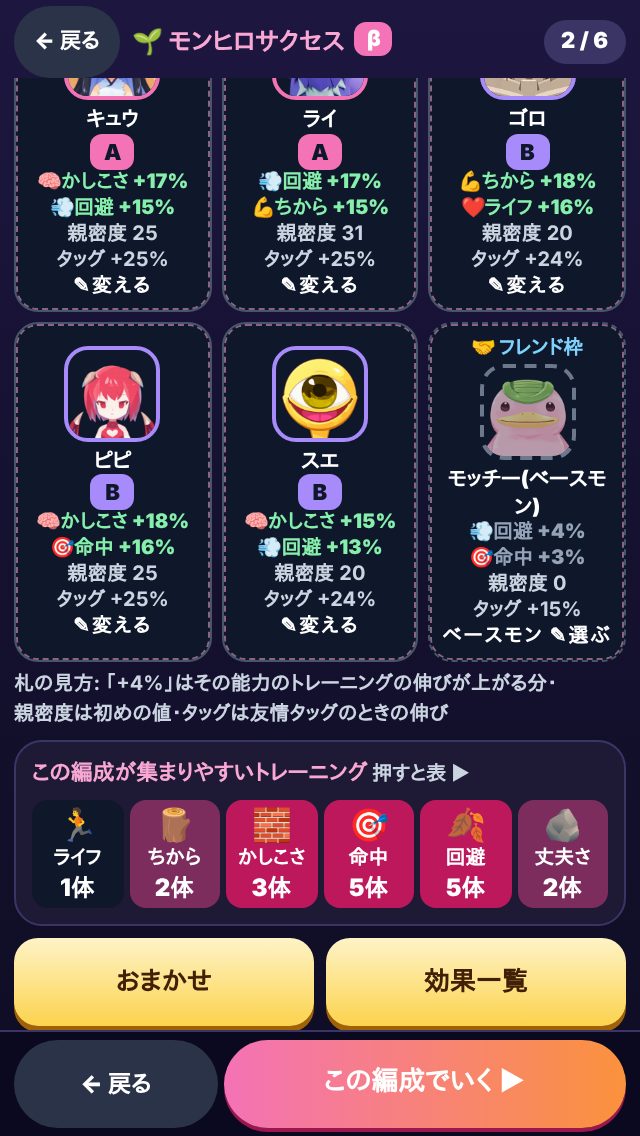 ← 戻る
🌱 モンヒロサクセス β
2 / 6
キュウ
A
🧠かしこさ +17%
💨回避 +15%
親密度 25
タッグ +25%
✎変える
ライ
A
💨回避 +17%
💪ちから +15%
親密度 31
タッグ +25%
✎変える
ゴロ
B
💪ちから +18%
❤️ライフ +16%
親密度 20
タッグ +24%
✎変える
ピピ
B
🧠かしこさ +18%
🎯命中 +16%
親密度 25
タッグ +25%
✎変える
スエ
B
🧠かしこさ +15%
💨回避 +13%
親密度 20
タッグ +24%
✎変える
🤝 フレンド枠
モッチー(ベースモ
ン)
💨回避 +4%
🎯命中 +3%
親密度 0
タッグ +15%
ベースモン ✎選ぶ
札の見方: 「+4%」はその能力のトレーニングの伸びが上がる分・
親密度は初めの値・タッグは友情タッグのときの伸び
この編成が集まりやすいトレーニング 押すと表 ▶
ライフ
1体
ちから
2体
かしこさ
3体
命中
5体
回避
5体
丈夫さ
2体
おまかせ
効果一覧
← 戻る
この編成でいく ▶